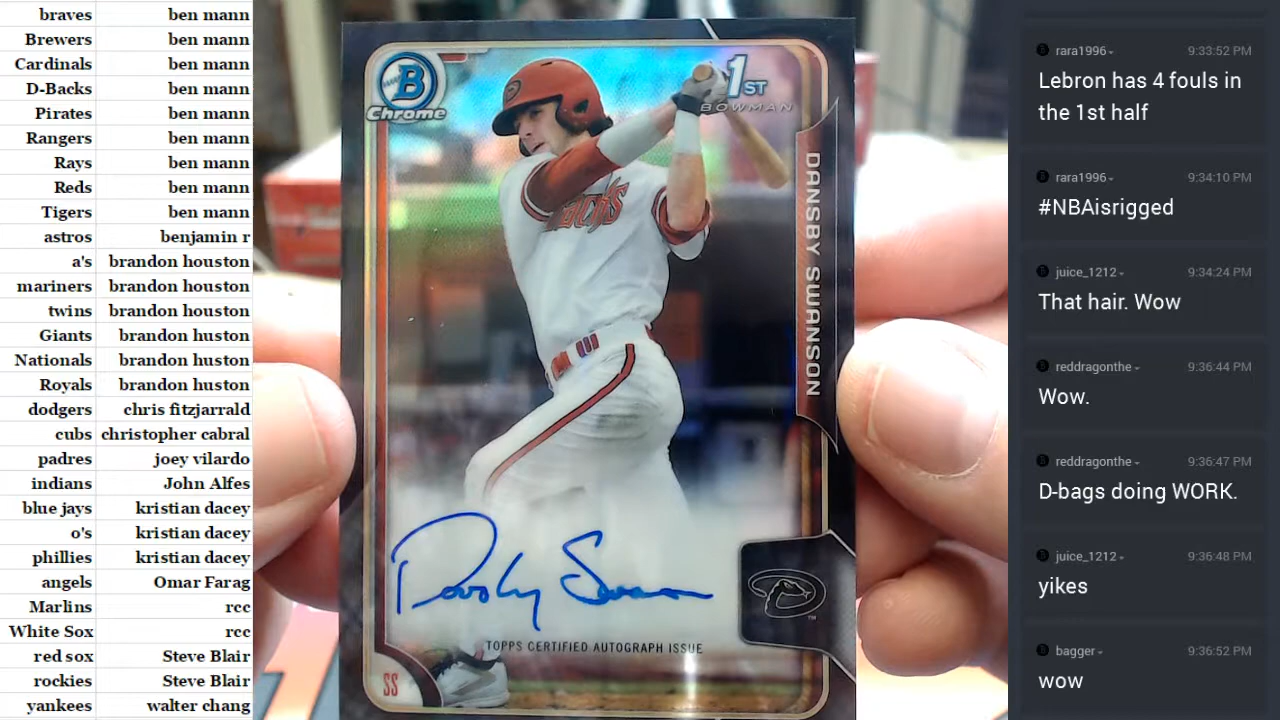 braves ben mann
Brewers ben mann
Cardinals ben mann
D-Backs ben mann
Pirates ben mann
Rangers ben mann
Rays ben mann
Reds ben mann
Tigers ben mann
astros benjamin r
a's brandon houston
mariners brandon houston
twins brandon houston
Giants brandon huston
Nationals brandon huston
Royals brandon huston
dodgers chris fitzjarrald
cubs christopher cabral
padres joey vilardo
indians John Alfes
blue jays kristian dacey
o's kristian dacey
phillies kristian dacey
angels Omar Farag
Marlins rcc
White Sox rcc
red sox Steve Blair
rockies Steve Blair
yankees walter chang
B
Chrome
1ST
BOWMAN
DANSBY SWANSON
TOPPS CERTIFIED AUTOGRAPH ISSUE
SS
TM
rara1996 9:33:52 PM
Lebron has 4 fouls in
the 1st half
rara1996 9:34:10 PM
#NBAisrigged
juice_1212 9:34:24 PM
That hair. Wow
reddragonthe 9:36:44 PM
Wow.
reddragonthe 9:36:47 PM
D-bags doing WORK.
juice_1212 9:36:48 PM
yikes
bagger 9:36:52 PM
wow